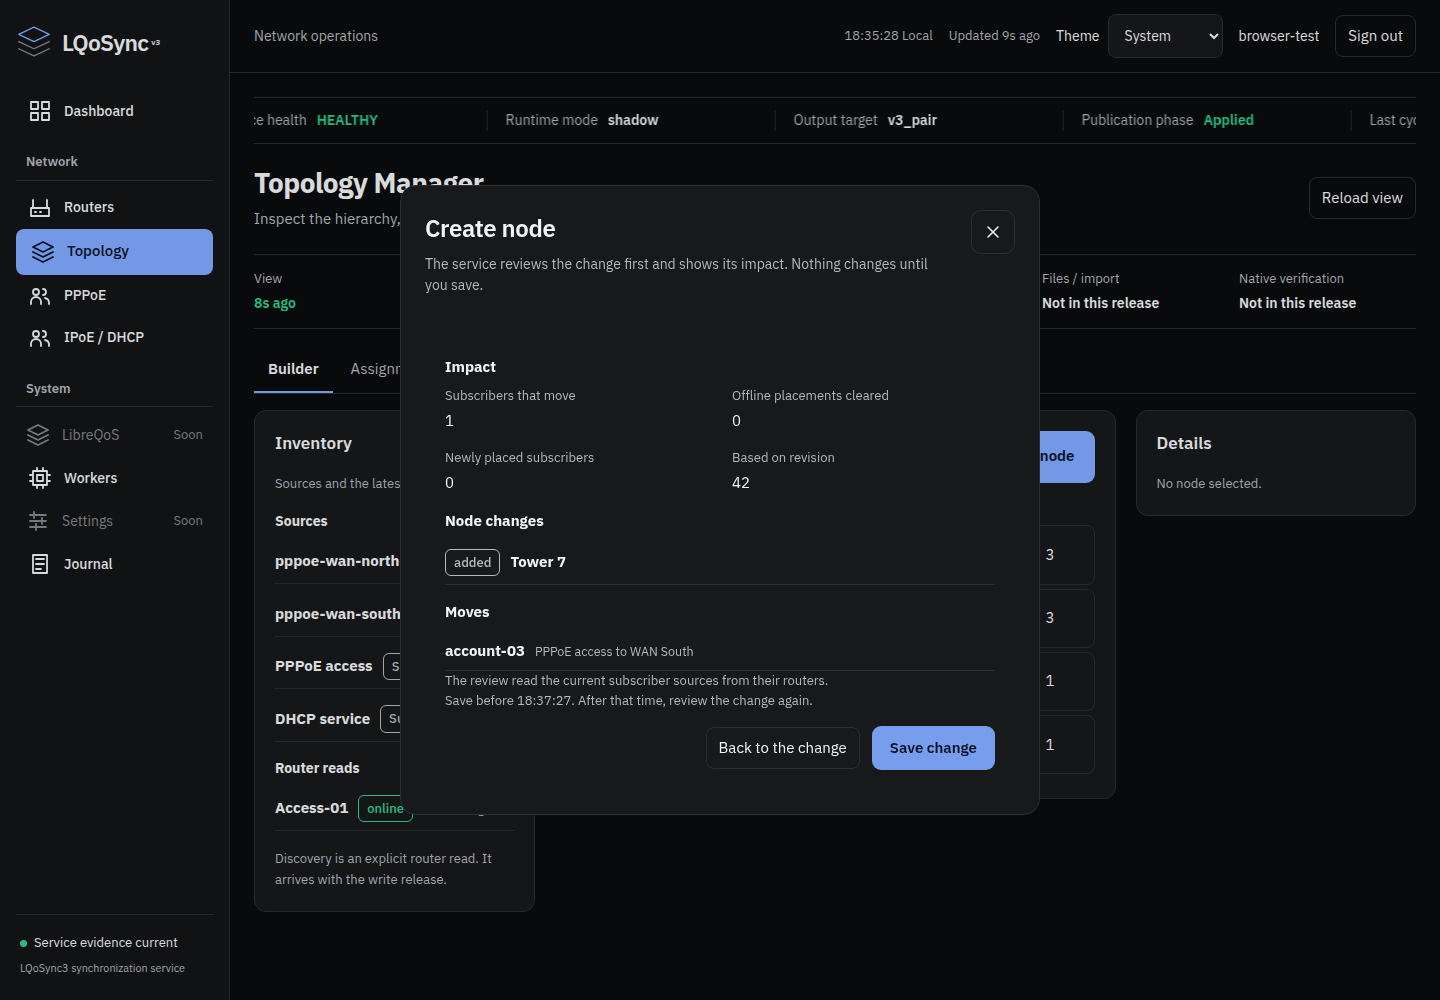 LQoSync v3
Network operations
18:35:28 Local
Updated 9s ago
Theme
System
browser-test
Sign out
Dashboard
Network
Routers
Topology
PPPoE
IPoE / DHCP
System
LibreQoS
Soon
Workers
Settings
Soon
Journal
Service evidence current
LQoSync3 synchronization service
health HEALTHY
Runtime mode shadow
Output target v3_pair
Publication phase Applied
Last
Topology Manager
Inspect the hierarchy,
Reload view
View
8s ago
Files / import
Not in this release
Native verification
Not in this release
Builder
Inventory
Sources and the lates
Sources
pppoe-wan-north
pppoe-wan-south
PPPoE access
DHCP service
Router reads
Access-01 online
Discovery is an explicit router read. It
arrives with the write release.
node
3
3
1
1
Details
No node selected.
Create node
The service reviews the change first and shows its impact. Nothing changes until
you save.
Impact
Subscribers that move
1
Offline placements cleared
0
Newly placed subscribers
0
Based on revision
42
Node changes
added Tower 7
Moves
account-03 PPPoE access to WAN South
The review read the current subscriber sources from their routers.
Save before 18:37:27. After that time, review the change again.
Back to the change
Save change